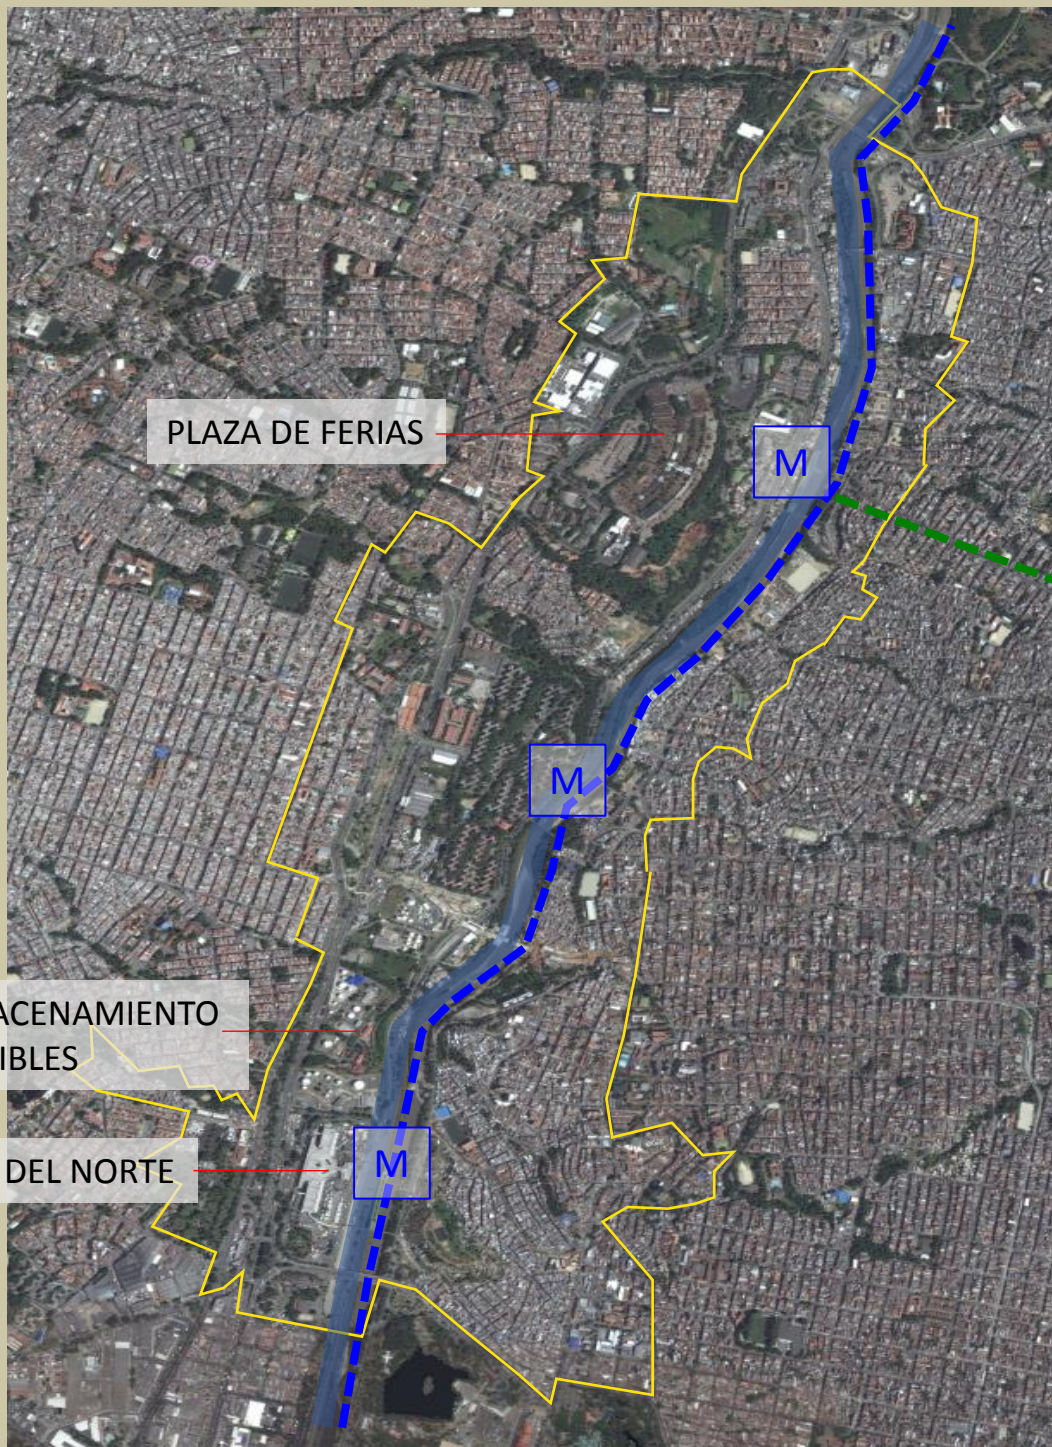 PLAZA DE FERIAS
M
M
ACENAMIENTO
IBLES
M
DEL NORTE